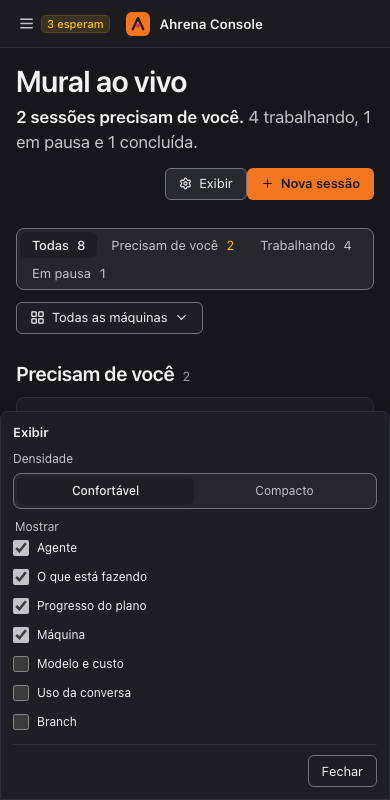 3 esperam
Ahrena Console
Mural ao vivo
2 sessões precisam de você. 4 trabalhando, 1
em pausa e 1 concluída.
Exibir
+ Nova sessão
Todas 8
Precisam de você 2
Trabalhando 4
Em pausa 1
Todas as máquinas
Precisam de você 2
Exibir
Densidade
Confortável
Compacto
Mostrar
Agente
O que está fazendo
Progresso do plano
Máquina
Modelo e custo
Uso da conversa
Branch
Fechar